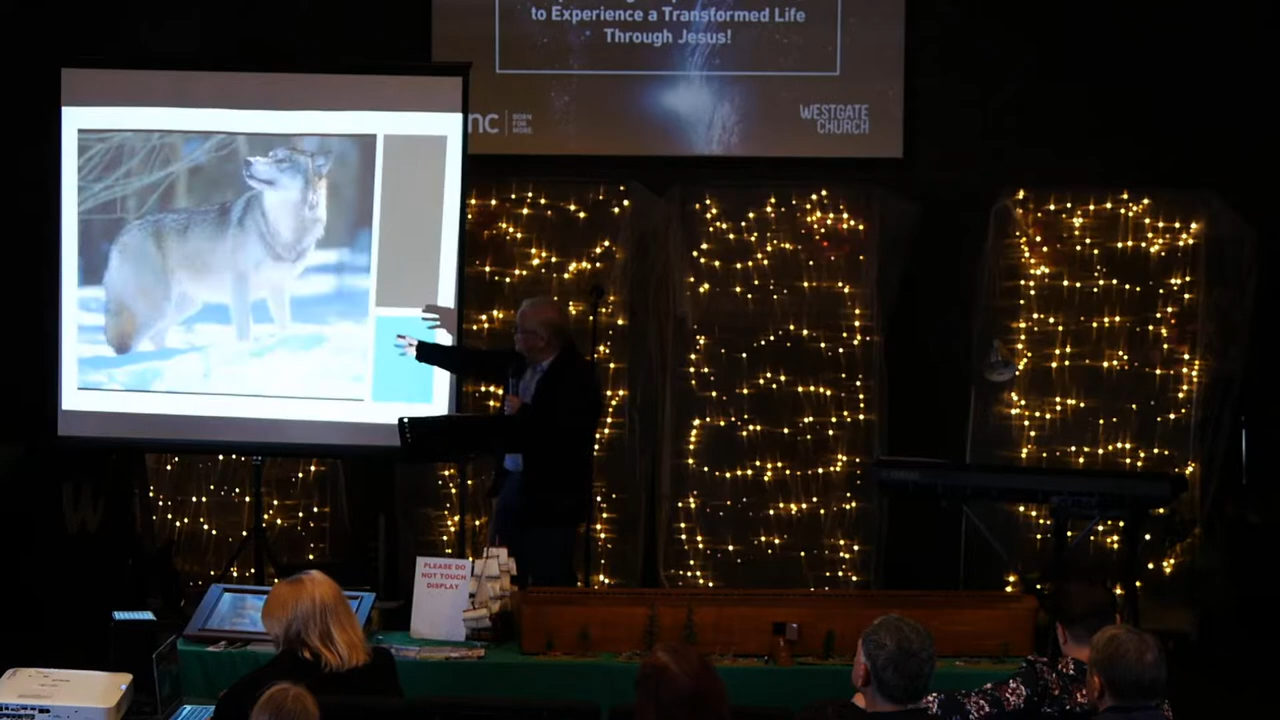 to Experience a Transformed Life
Through Jesus!
nc
BORN
FOR
MORE
WESTGATE
CHURCH
PLEASE DO
NOT TOUCH
DISPLAY
W